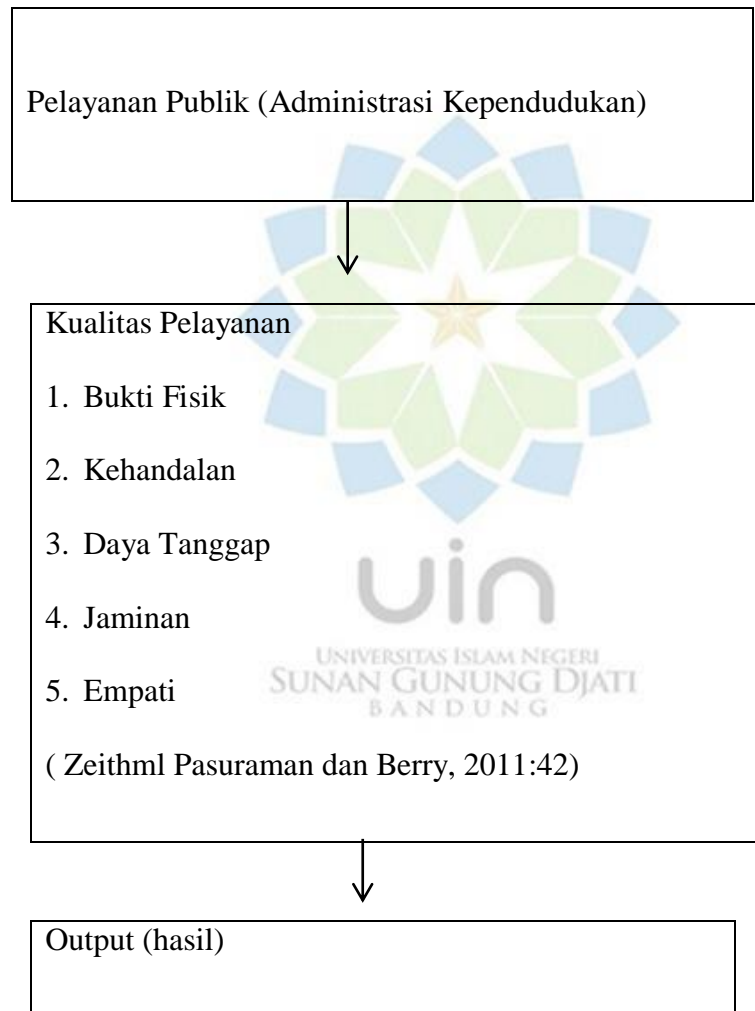 Pelayanan Publik (Administrasi Kependudukan)
Kualitas Pelayanan
1. Bukti Fisik
2. Kehandalan
3. Daya Tanggap
4. Jaminan
5. Empati
uin
UNIVERSITAS ISLAM NEGERI
SUNAN GUNUNG DJATI
BANDUNG
( Zeithml Pasuraman dan Berry, 2011:42)
Output (hasil)